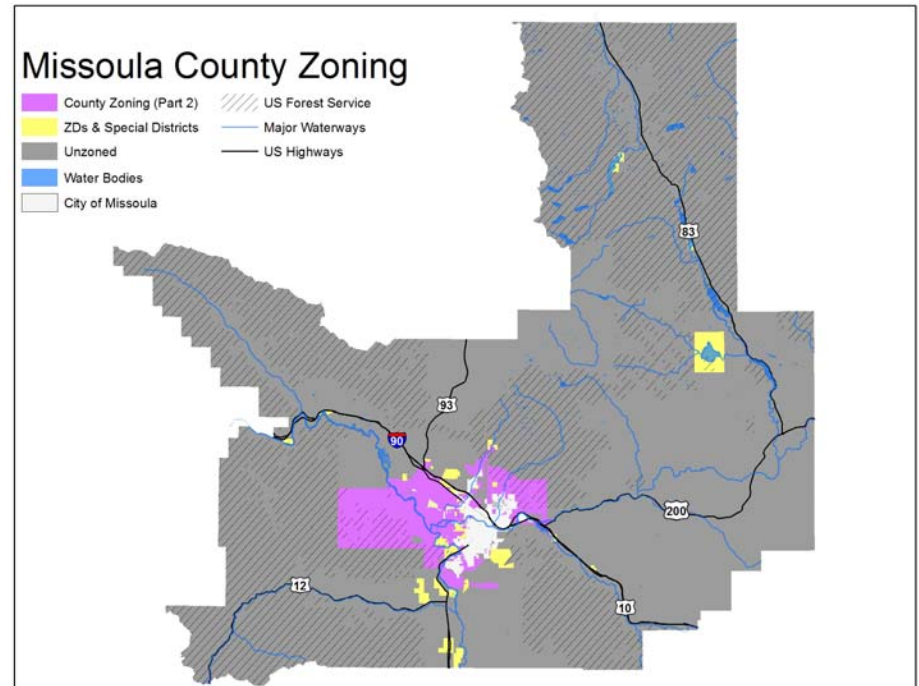 Missoula County Zoning
County Zoning (Part 2)
ZDs & Special Districts
Unzoned
Water Bodies
City of Missoula
US Forest Service
Major Waterways
US Highways
83
93
90
200
12
10